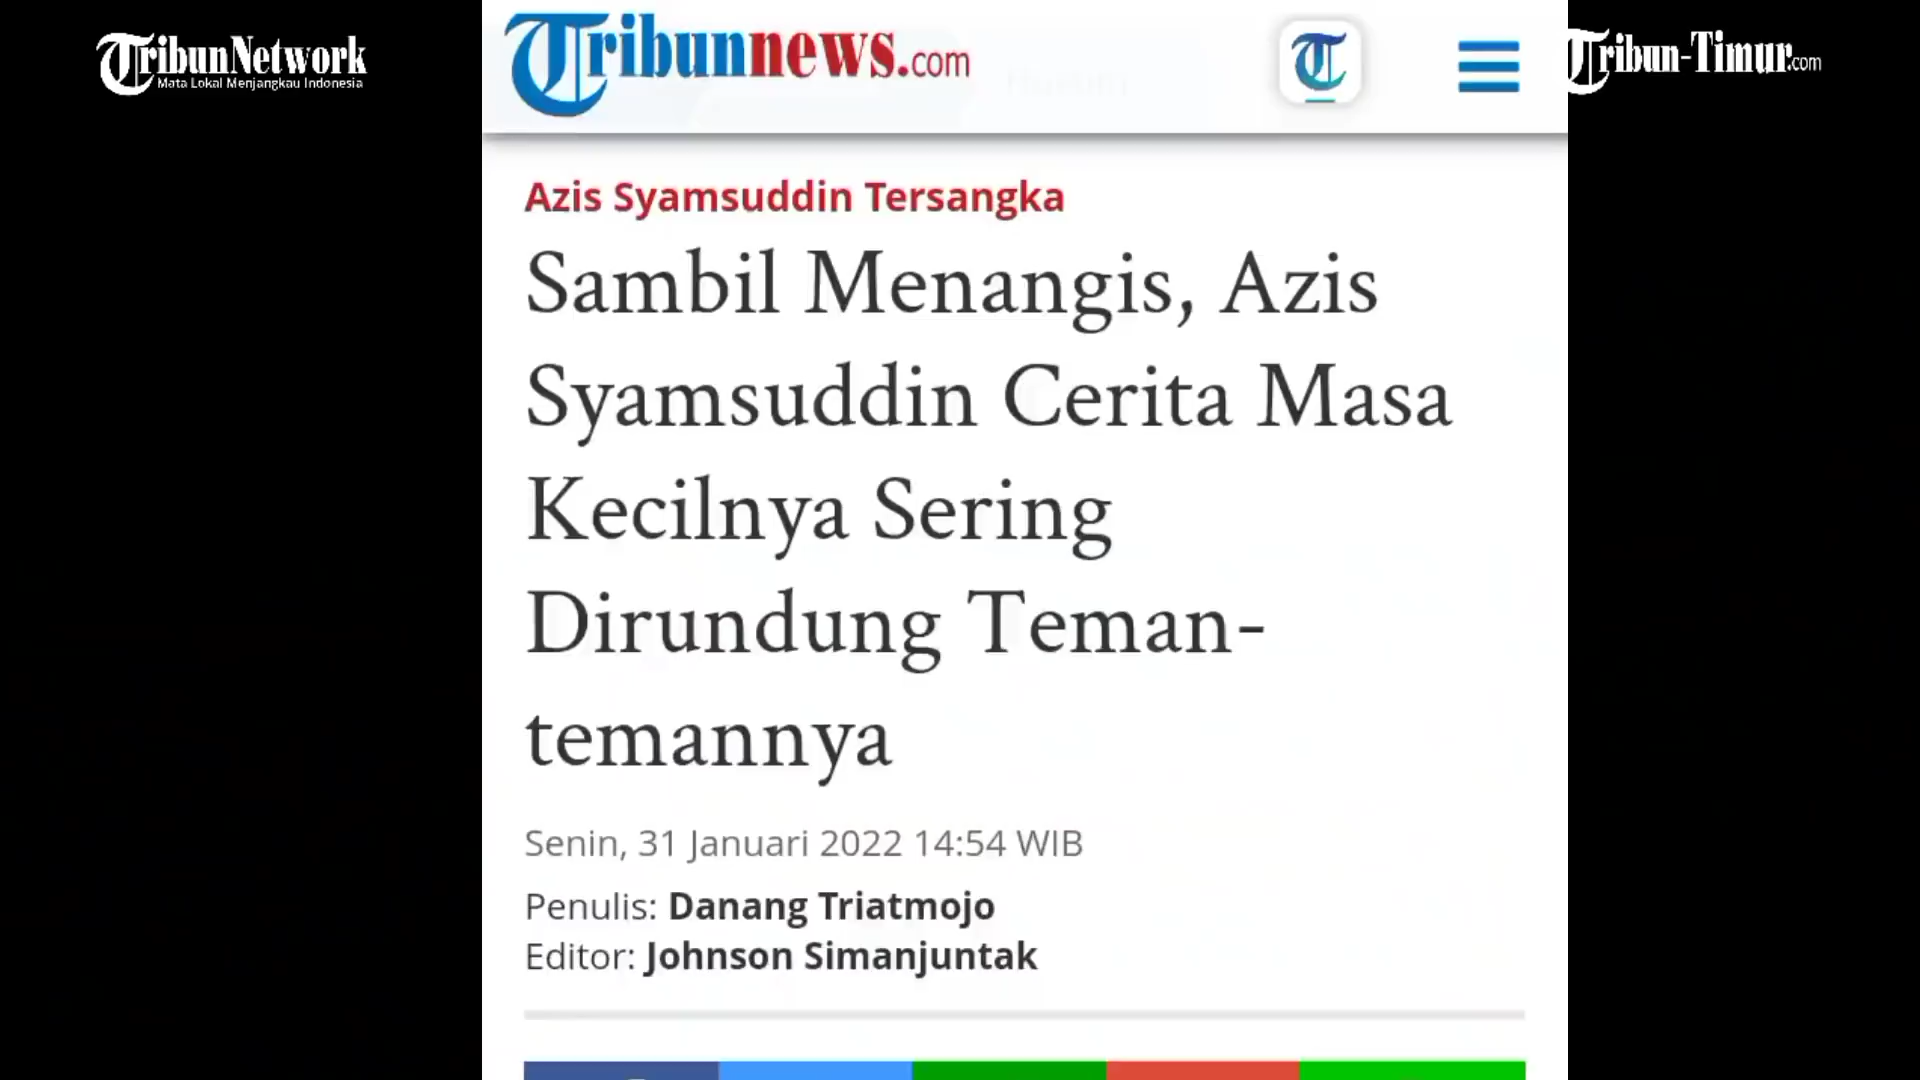 TribunNetwork
Mata Lokal Menjangkau Indonesia
Tribunnews.com
Tribun-Timur.com
Azis Syamsuddin Tersangka
Sambil Menangis, Azis
Syamsuddin Cerita Masa
Kecilnya Sering
Dirundung Teman-
temannya
Senin, 31 Januari 2022 14:54 WIB
Penulis: Danang Triatmojo
Editor: Johnson Simanjuntak